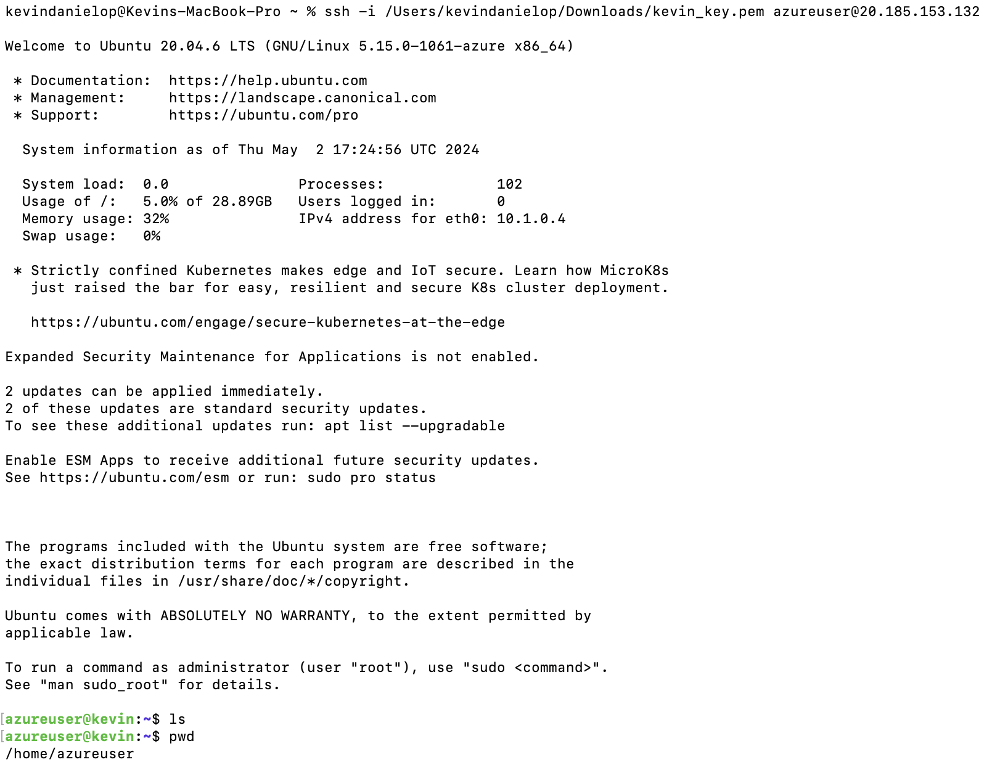 kevindanielop@Kevins-MacBook-Pro ~ % ssh -i /Users/kevindanielop/Downloads/kevin_key.pem azureuser@20.185.153.132
Welcome to Ubuntu 20.04.6 LTS (GNU/Linux 5.15.0-1061-azure x86_64)
* Documentation:  https://help.ubuntu.com
* Management:     https://landscape.canonical.com
* Support:        https://ubuntu.com/pro
System information as of Thu May  2 17:24:56 UTC 2024
System load:  0.0               Processes:             102
Usage of /:   5.0% of 28.89GB   Users logged in:       0
Memory usage: 32%               IPv4 address for eth0: 10.1.0.4
Swap usage:   0%
* Strictly confined Kubernetes makes edge and IoT secure. Learn how MicroK8s
just raised the bar for easy, resilient and secure K8s cluster deployment.
https://ubuntu.com/engage/secure-kubernetes-at-the-edge
Expanded Security Maintenance for Applications is not enabled.
2 updates can be applied immediately.
2 of these updates are standard security updates.
To see these additional updates run: apt list --upgradable
Enable ESM Apps to receive additional future security updates.
See https://ubuntu.com/esm or run: sudo pro status
The programs included with the Ubuntu system are free software;
the exact distribution terms for each program are described in the
individual files in /usr/share/doc/*/copyright.
Ubuntu comes with ABSOLUTELY NO WARRANTY, to the extent permitted by
applicable law.
To run a command as administrator (user "root"), use "sudo <command>".
See "man sudo_root" for details.
[azureuser@kevin:~$ ls
[azureuser@kevin:~$ pwd
/home/azureuser